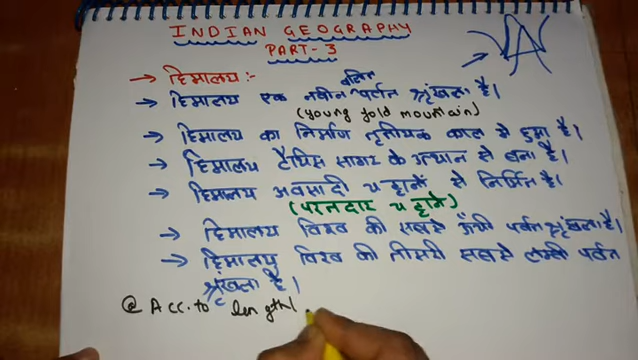 INDIAN GEOGRAPHY
PART-3
→ हिमालय :-
→ हिमालय एक नवीन वलित पर्वत श्रृंखला है।
(young fold mountain)
→ हिमालय का निर्माण तृतीयक काल में हुआ है।
→ हिमालय टैथिस सागर के उत्थान से बना है।
→ हिमालय अवसादी चट्टानों से निर्मित है।
(परतदार चट्टाने)
→ हिमालय विश्व की सबसे ऊँची पर्वत श्रृंखला है।
→ हिमालय विश्व की तीसरी सबसे लम्बी पर्वत
श्रृंखला है।
@ Acc. to length